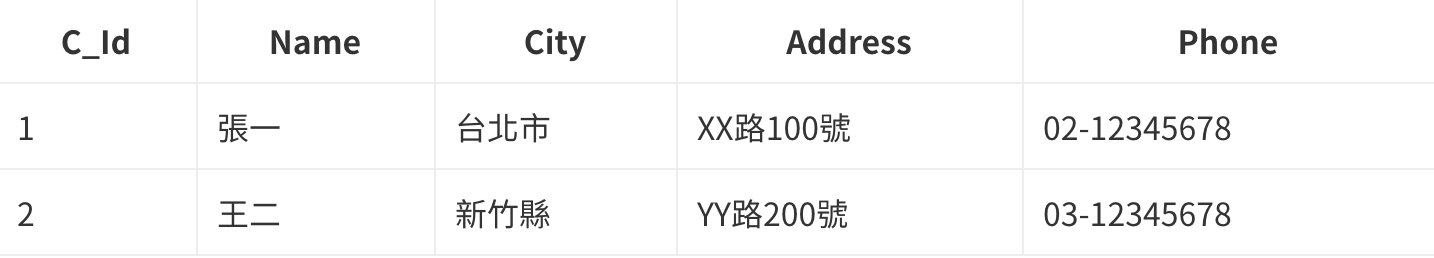 C_Id Name City Address Phone
1 張一 台北市 XX路100號 02-12345678
2 王二 新竹縣 YY路200號 03-12345678